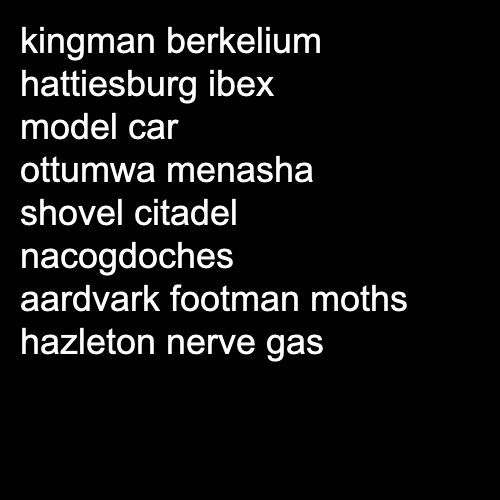 kingman berkelium
hattiesburg ibex
model car
ottumwa menasha
shovel citadel
nacogdoches
aardvark footman moths
hazleton nerve gas